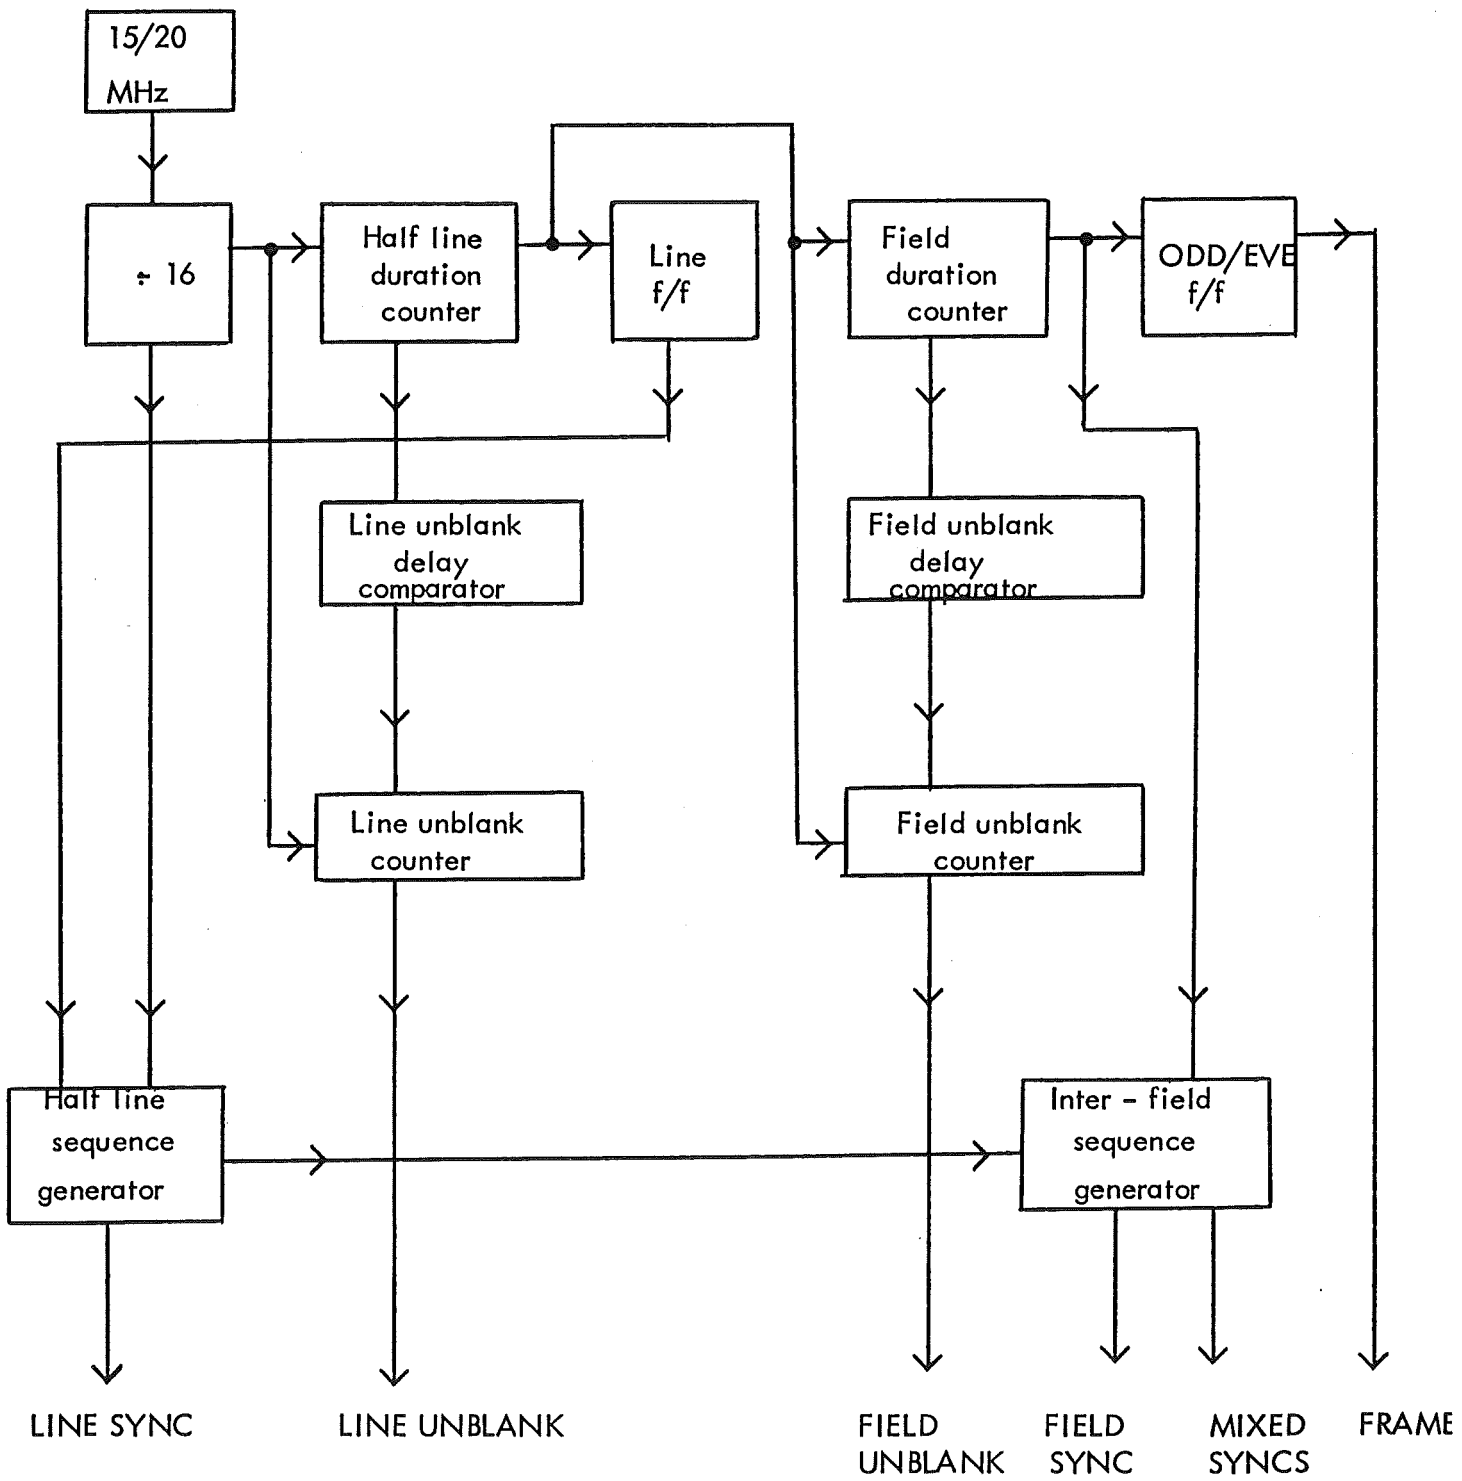 15/20
MHz
÷ 16
Half line
duration
counter
Line
f/f
Field
duration
counter
ODD/EVE
f/f
Line unblank
delay
comparator
Field unblank
delay
comparator
Line unblank
counter
Field unblank
counter
Half line
sequence
generator
Inter - field
sequence
generator
LINE SYNC
LINE UNBLANK
FIELD
UNBLANK
FIELD
SYNC
MIXED
SYNCS
FRAME